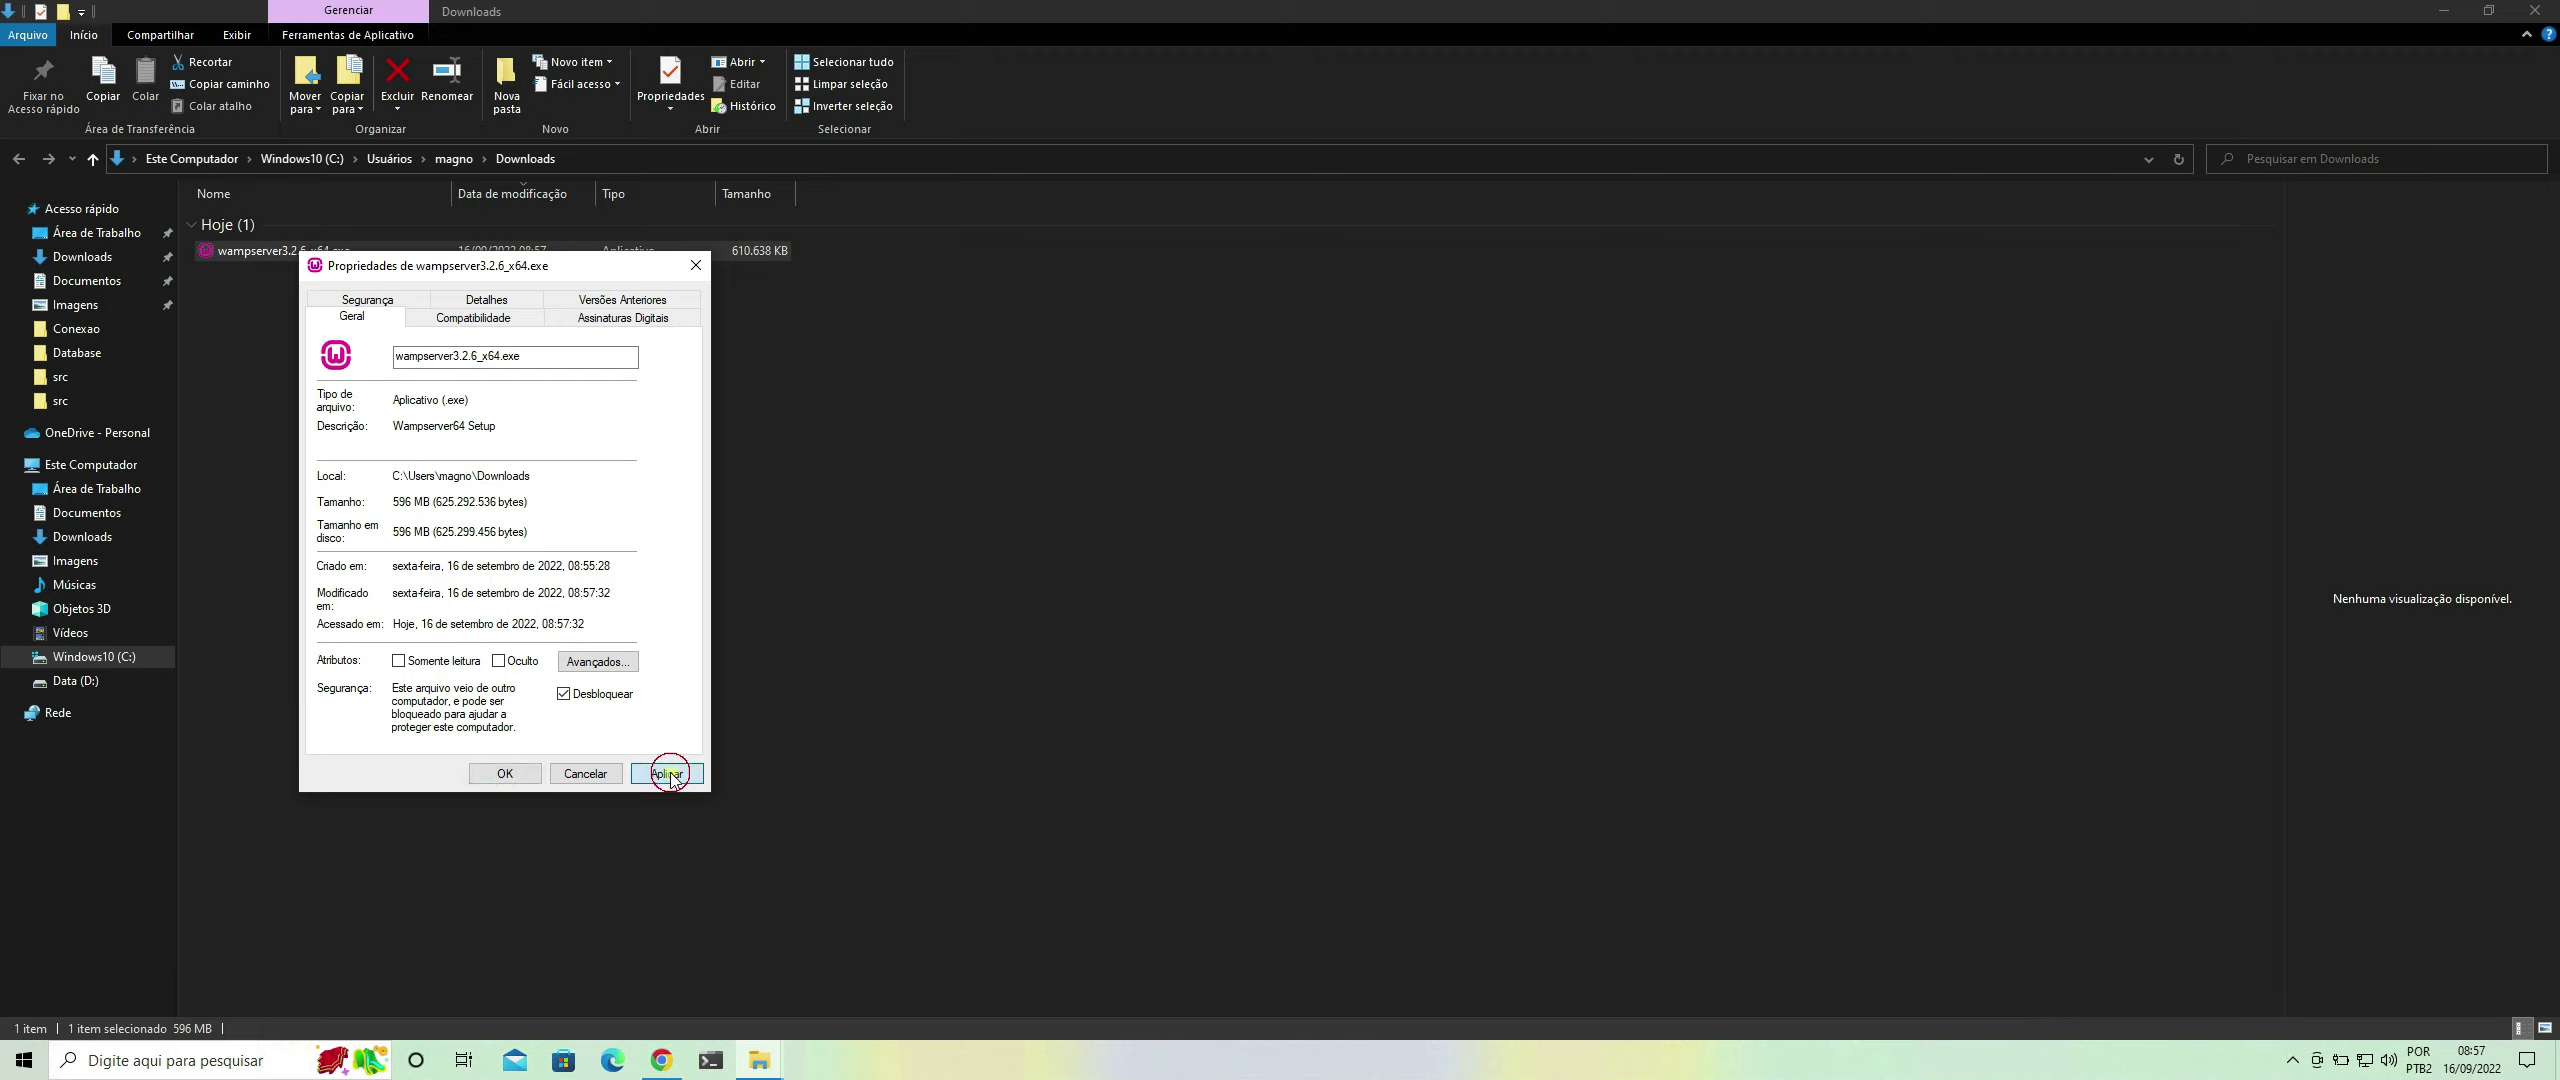 Gerenciar
Downloads
Arquivo
Início
Compartilhar
Exibir
Ferramentas de Aplicativo
Fixar no
Acesso rápido
Copiar
Colar
Recortar
Copiar caminho
Colar atalho
Mover
para
Copiar
para
Excluir
Renomear
Nova
pasta
Novo item
Fácil acesso
Propriedades
Abrir
Editar
Histórico
Selecionar tudo
Limpar seleção
Inverter seleção
Área de Transferência
Organizar
Novo
Abrir
Selecionar
Este Computador
Windows10 (C:)
Usuários
magno
Downloads
Pesquisar em Downloads
Nome
Data de modificação
Tipo
Tamanho
Hoje (1)
wampserver3.2.6_x64.exe
16/09/2022 08:57
Aplicativo
610.638 KB
Acesso rápido
Área de Trabalho
Downloads
Documentos
Imagens
Conexao
Database
src
src
OneDrive - Personal
Este Computador
Área de Trabalho
Documentos
Downloads
Imagens
Músicas
Objetos 3D
Vídeos
Windows10 (C:)
Data (D:)
Rede
Propriedades de wampserver3.2.6_x64.exe
Segurança
Detalhes
Versões Anteriores
Geral
Compatibilidade
Assinaturas Digitais
wampserver3.2.6_x64.exe
Tipo de
arquivo:
Aplicativo (.exe)
Descrição:
Wampserver64 Setup
Local:
C:\Users\magno\Downloads
Tamanho:
596 MB (625.292.536 bytes)
Tamanho em
disco:
596 MB (625.299.456 bytes)
Criado em:
sexta-feira, 16 de setembro de 2022, 08:55:28
Modificado
em:
sexta-feira, 16 de setembro de 2022, 08:57:32
Acessado em:
Hoje, 16 de setembro de 2022, 08:57:32
Atributos:
Somente leitura
Oculto
Avançados...
Segurança:
Este arquivo veio de outro
computador, e pode ser
bloqueado para ajudar a
proteger este computador.
Desbloquear
OK
Cancelar
Aplicar
Nenhuma visualização disponível.
1 item
1 item selecionado 596 MB
Digite aqui para pesquisar
POR
PTB2
08:57
16/09/2022